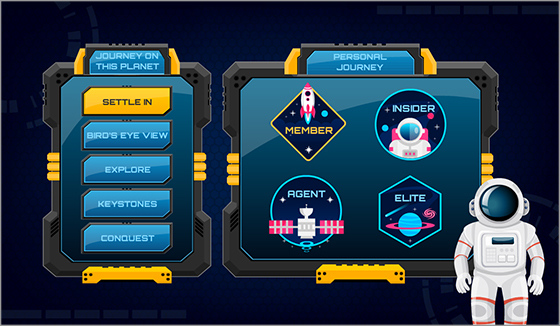 JOURNEY ON
THIS PLANET
SETTLE IN
BIRD'S EYE VIEW
EXPLORE
KEYSTONES
CONQUEST
PERSONAL
JOURNEY
MEMBER
INSIDER
AGENT
ELITE